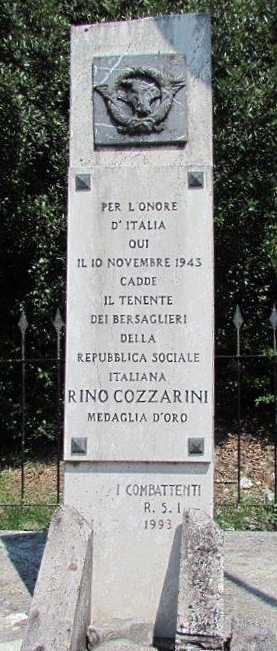 PER L'ONORE
D'ITALIA
QUI
IL 10 NOVEMBRE 1943
CADDE
IL TENENTE
DEI BERSAGLIERI
DELLA
REPUBBLICA SOCIALE
ITALIANA
RINO COZZARINI
MEDAGLIA D'ORO
I COMBATTENTI
R. S. I
1993